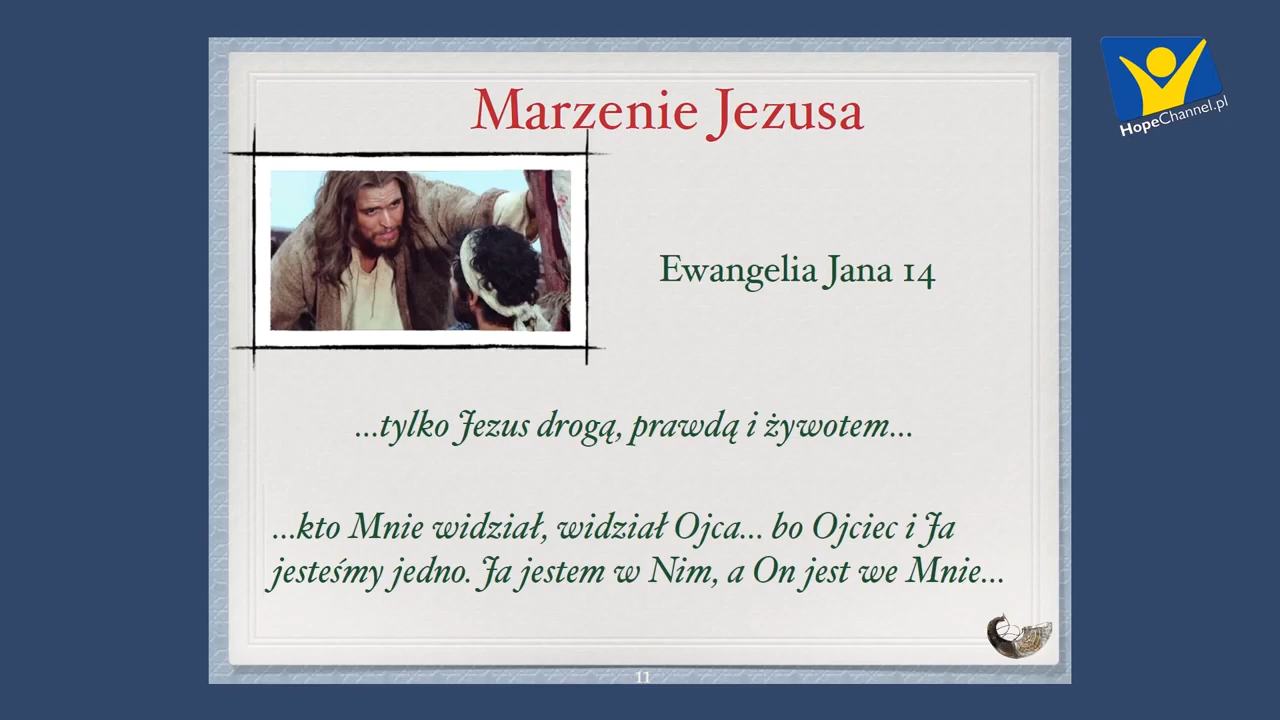 Marzenie Jezusa
HopeChannel.pl
Ewangelia Jana 14
...tylko Jezus drogą, prawdą i żywotem...
...kto Mnie widział, widział Ojca... bo Ojciec i Ja
jesteśmy jedno. Ja jestem w Nim, a On jest we Mnie...
11